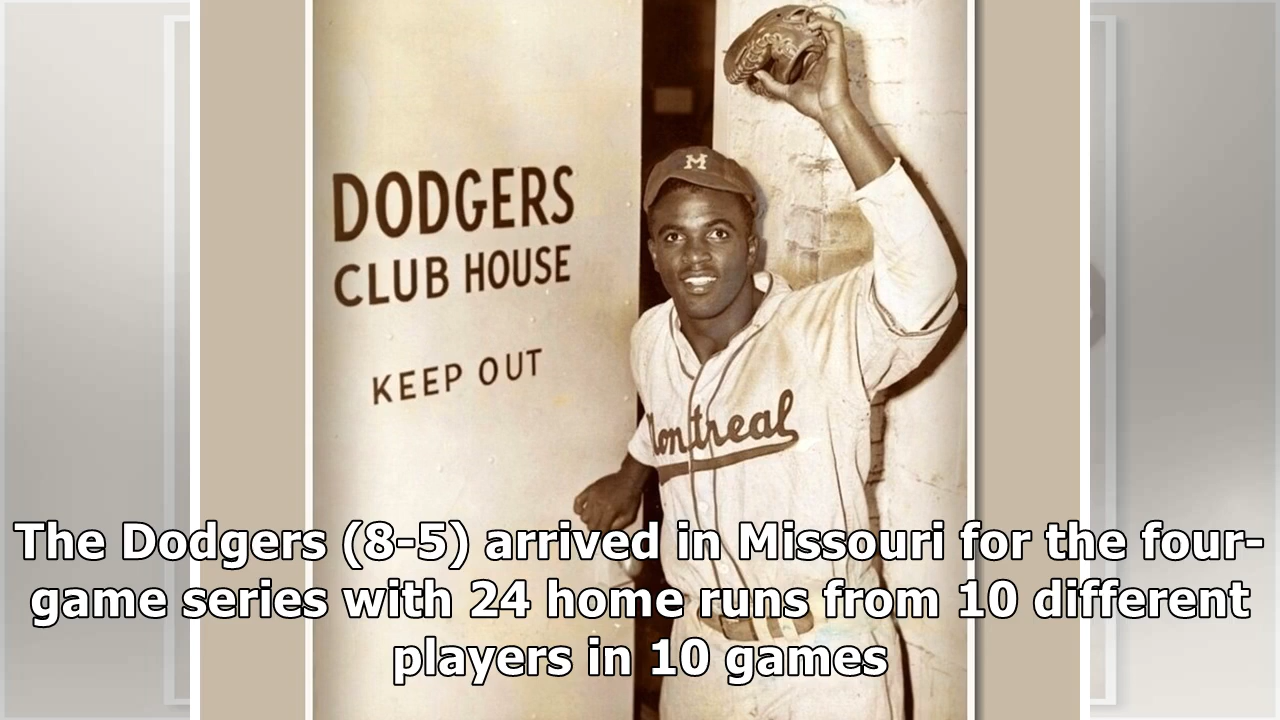 DODGERS
CLUB HOUSE
KEEP OUT
M
Montreal
The Dodgers (8-5) arrived in Missouri for the four-
game series with 24 home runs from 10 different
players in 10 games